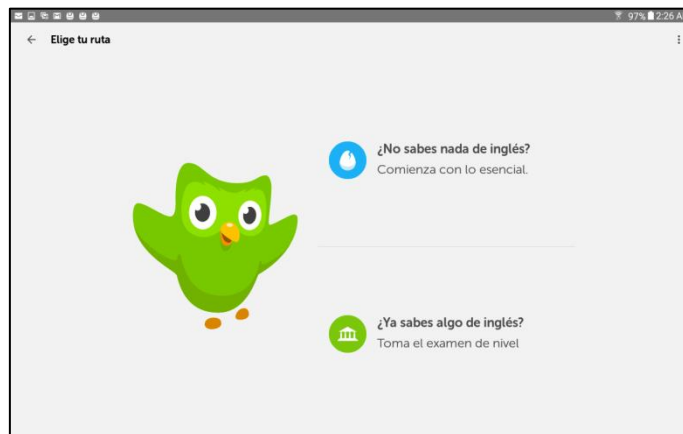 97% 2:26 A
Elige tu ruta
¿No sabes nada de inglés?
Comienza con lo esencial.
¿Ya sabes algo de inglés?
Toma el examen de nivel